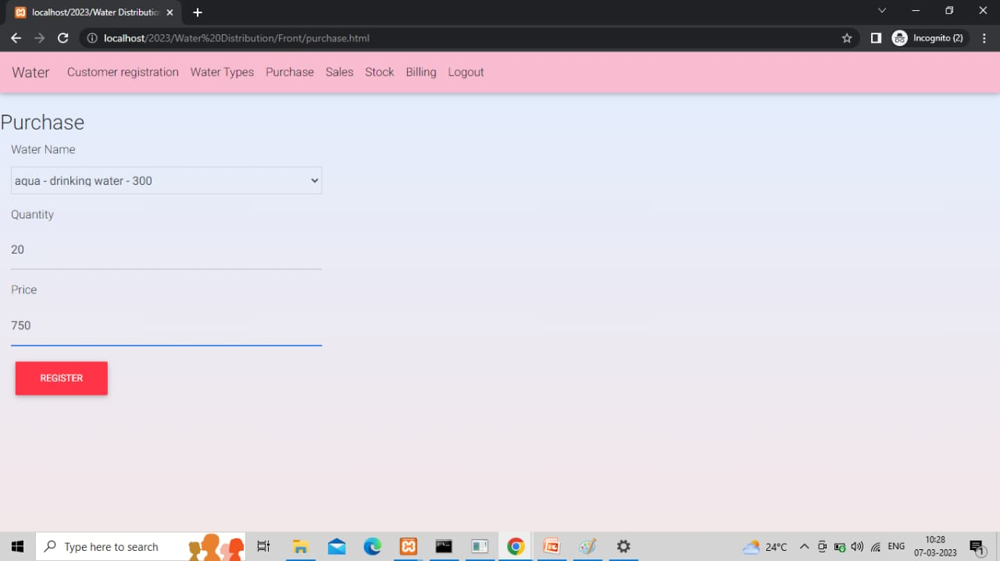 localhost/2023/Water Distributio
localhost/2023/Water%20Distribution/Front/purchase.html
Incognito (2)
Water Customer registration Water Types Purchase Sales Stock Billing Logout
Purchase
Water Name
aqua - drinking water - 300
Quantity
20
Price
750
REGISTER
Type here to search
24°C
ENG
10:28
07-03-2023
1